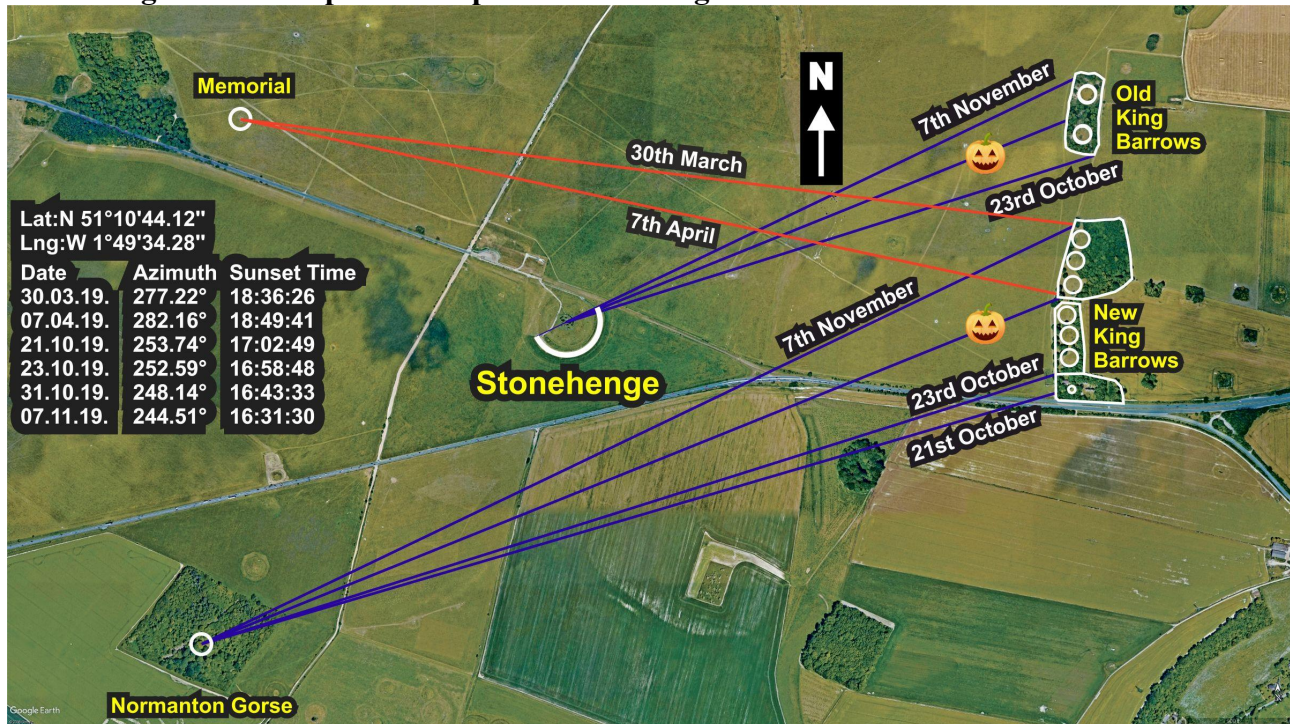 Memorial
N
7th November
Old
King
Barrows
30th March
23rd October
7th April
Lat:N 51°10'44.12"
Lng:W 1°49'34.28"
Date Azimuth Sunset Time
30.03.19. 277.22° 18:36:26
07.04.19. 282.16° 18:49:41
21.10.19. 253.74° 17:02:49
23.10.19. 252.59° 16:58:48
31.10.19. 248.14° 16:43:33
07.11.19. 244.51° 16:31:30
7th November
New
King
Barrows
Stonehenge
23rd October
21st October
Normanton Gorse
Google Earth